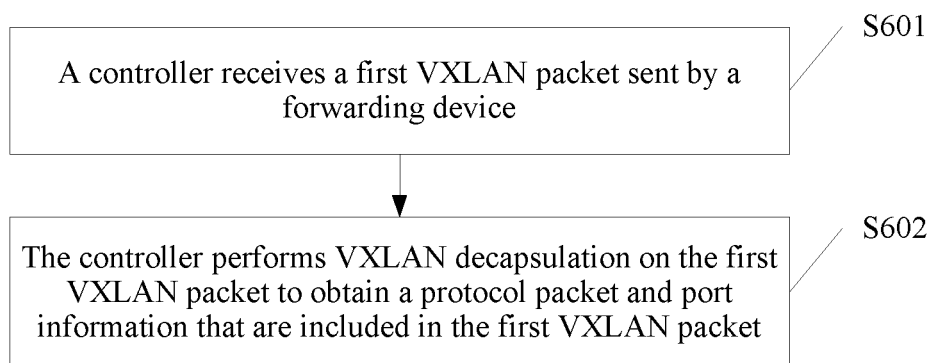 S601
A controller receives a first VXLAN packet sent by a
forwarding device
S602
The controller performs VXLAN decapsulation on the first
VXLAN packet to obtain a protocol packet and port
information that are included in the first VXLAN packet